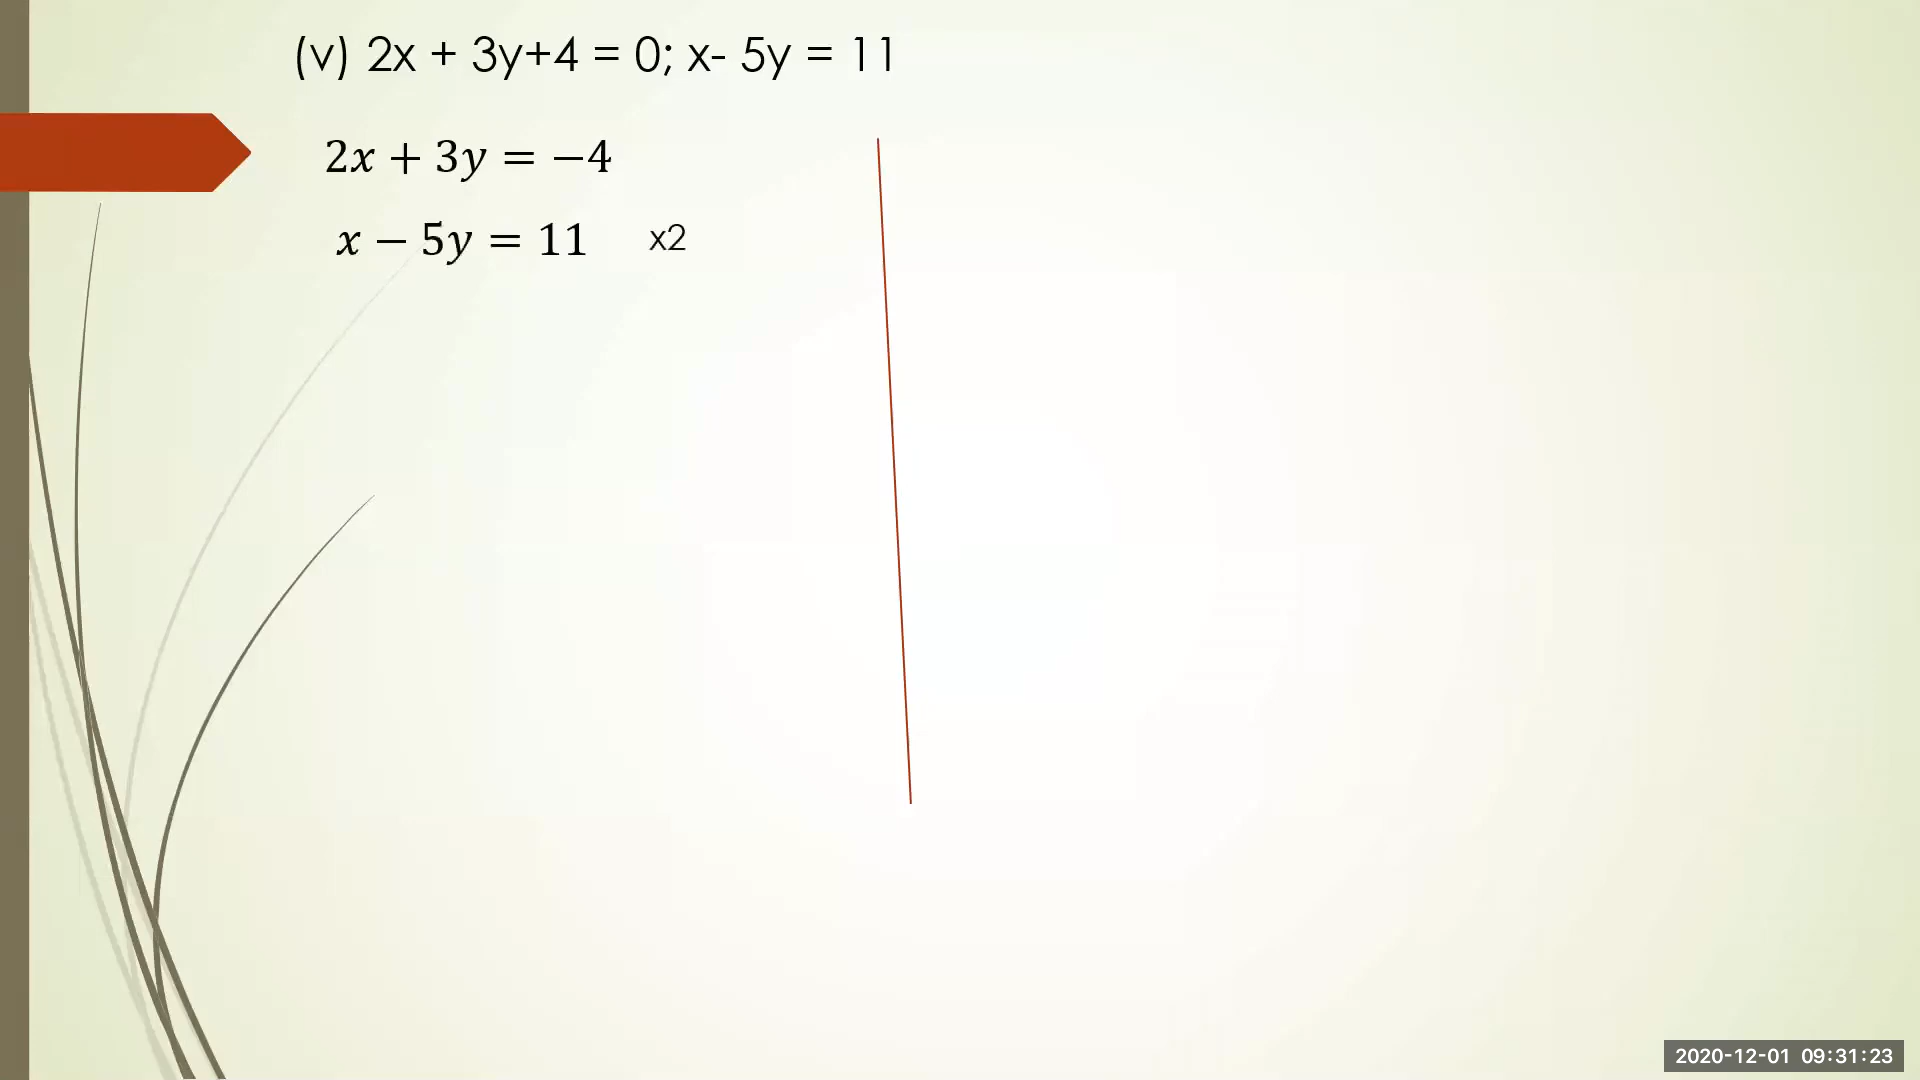 (v) 2x + 3y+4 = 0; x- 5y = 11
2x + 3y = −4
x − 5y = 11 x2
2020-12-01 09:31:23